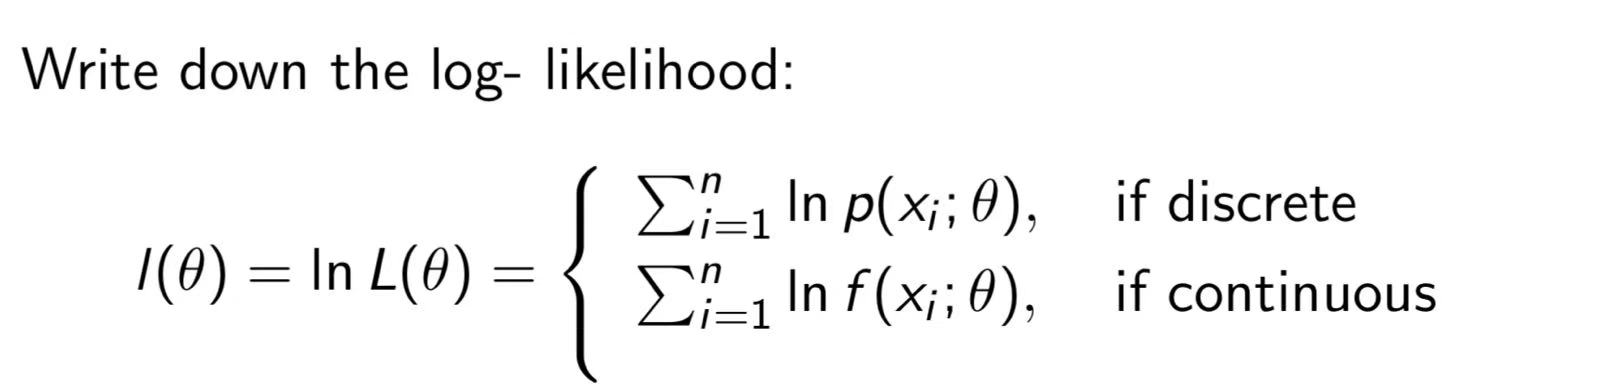 Write down the log- likelihood:
l(θ) = ln L(θ) = { ∑ⁿᵢ₌₁ ln p(xᵢ; θ), if discrete
∑ⁿᵢ₌₁ ln f(xᵢ; θ), if continuous